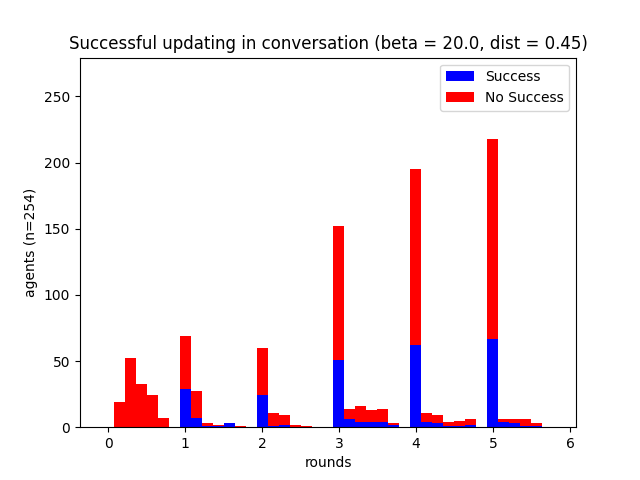 Successful updating in conversation (beta = 20.0, dist = 0.45)
Success
No Success
250
200
150
100
50
0
agents (n=254)
0 1 2 3 4 5 6
rounds